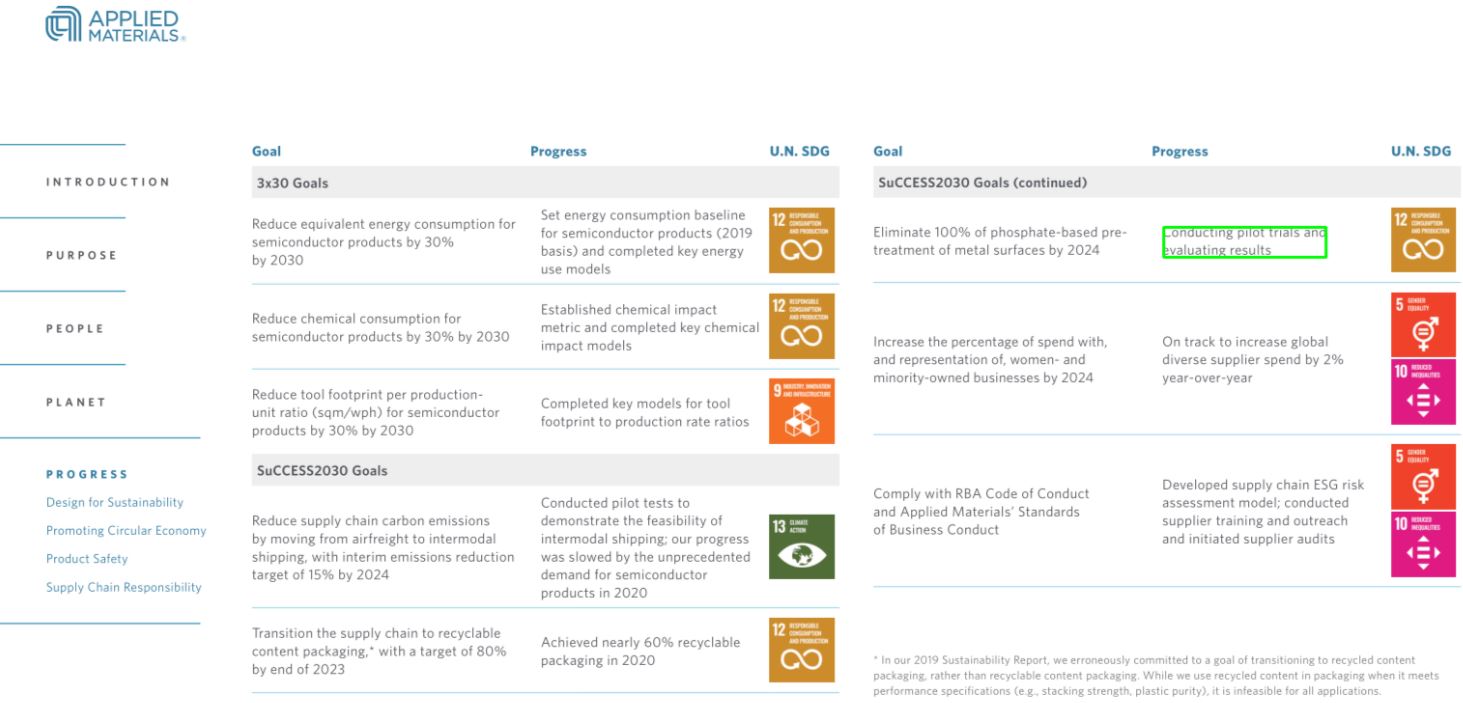 APPLIED
MATERIALS®
INTRODUCTION
PURPOSE
PEOPLE
PLANET
PROGRESS
Design for Sustainability
Promoting Circular Economy
Product Safety
Supply Chain Responsibility
Goal Progress U.N. SDG
3x30 Goals
Reduce equivalent energy consumption for
semiconductor products by 30%
by 2030
Set energy consumption baseline
for semiconductor products (2019
basis) and completed key energy
use models
12 RESPONSIBLE
CONSUMPTION
AND PRODUCTION
Reduce chemical consumption for
semiconductor products by 30% by 2030
Established chemical impact
metric and completed key chemical
impact models
12 RESPONSIBLE
CONSUMPTION
AND PRODUCTION
Reduce tool footprint per production-
unit ratio (sqm/wph) for semiconductor
products by 30% by 2030
Completed key models for tool
footprint to production rate ratios
9 INDUSTRY, INNOVATION
AND INFRASTRUCTURE
SuCCESS2030 Goals
Reduce supply chain carbon emissions
by moving from airfreight to intermodal
shipping, with interim emissions reduction
target of 15% by 2024
Conducted pilot tests to
demonstrate the feasibility of
intermodal shipping; our progress
was slowed by the unprecedented
demand for semiconductor
products in 2020
13 CLIMATE
ACTION
Transition the supply chain to recyclable
content packaging,* with a target of 80%
by end of 2023
Achieved nearly 60% recyclable
packaging in 2020
12 RESPONSIBLE
CONSUMPTION
AND PRODUCTION
Goal Progress U.N. SDG
SuCCESS2030 Goals (continued)
Eliminate 100% of phosphate-based pre-
treatment of metal surfaces by 2024
Conducting pilot trials and
evaluating results
12 RESPONSIBLE
CONSUMPTION
AND PRODUCTION
Increase the percentage of spend with,
and representation of, women- and
minority-owned businesses by 2024
On track to increase global
diverse supplier spend by 2%
year-over-year
5 GENDER
EQUALITY
10 REDUCED
INEQUALITIES
Comply with RBA Code of Conduct
and Applied Materials' Standards
of Business Conduct
Developed supply chain ESG risk
assessment model; conducted
supplier training and outreach
and initiated supplier audits
5 GENDER
EQUALITY
10 REDUCED
INEQUALITIES
* In our 2019 Sustainability Report, we erroneously committed to a goal of transitioning to recycled content
packaging, rather than recyclable content packaging. While we use recycled content in packaging when it meets
performance specifications (e.g., stacking strength, plastic purity), it is infeasible for all applications.